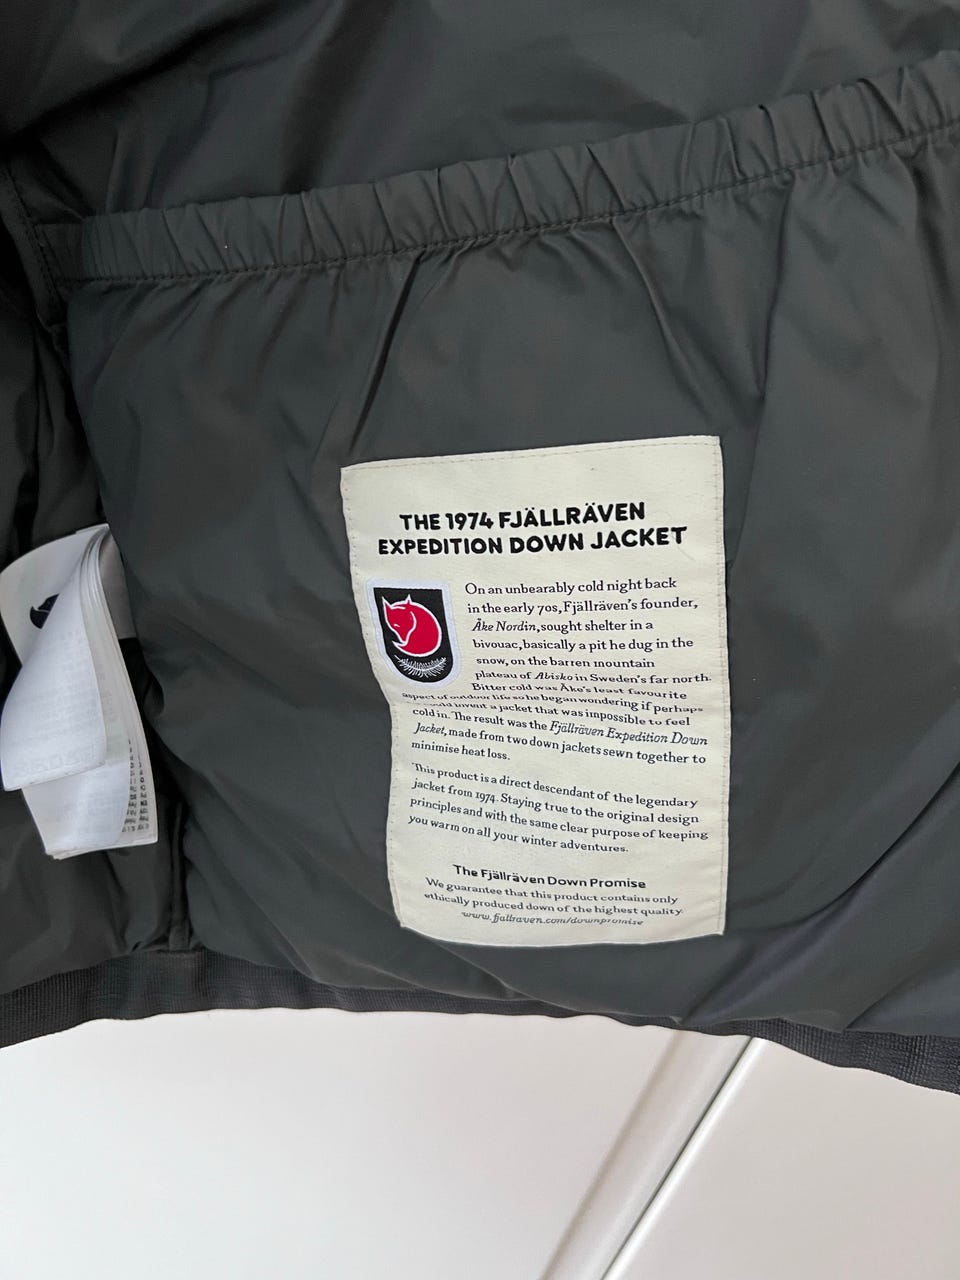 THE 1974 FJÄLLRÄVEN
EXPEDITION DOWN JACKET
On an unbearably cold night back
in the early 70s, Fjällräven's founder,
Åke Nordin, sought shelter in a
bivouac, basically a pit he dug in the
snow, on the barren mountain
plateau of Abisko in Sweden's far north.
Bitter cold was Åke's least favourite
aspect of outdoor life so he began wondering if perhaps
could invent a jacket that was impossible to feel
cold in. The result was the Fjällräven Expedition Down
Jacket, made from two down jackets sewn together to
minimise heat loss.
This product is a direct descendant of the legendary
jacket from 1974. Staying true to the original design
principles and with the same clear purpose of keeping
you warm on all your winter adventures.
The Fjällräven Down Promise
We guarantee that this product contains only
ethically produced down of the highest quality.
www.fjallraven.com/downpromise